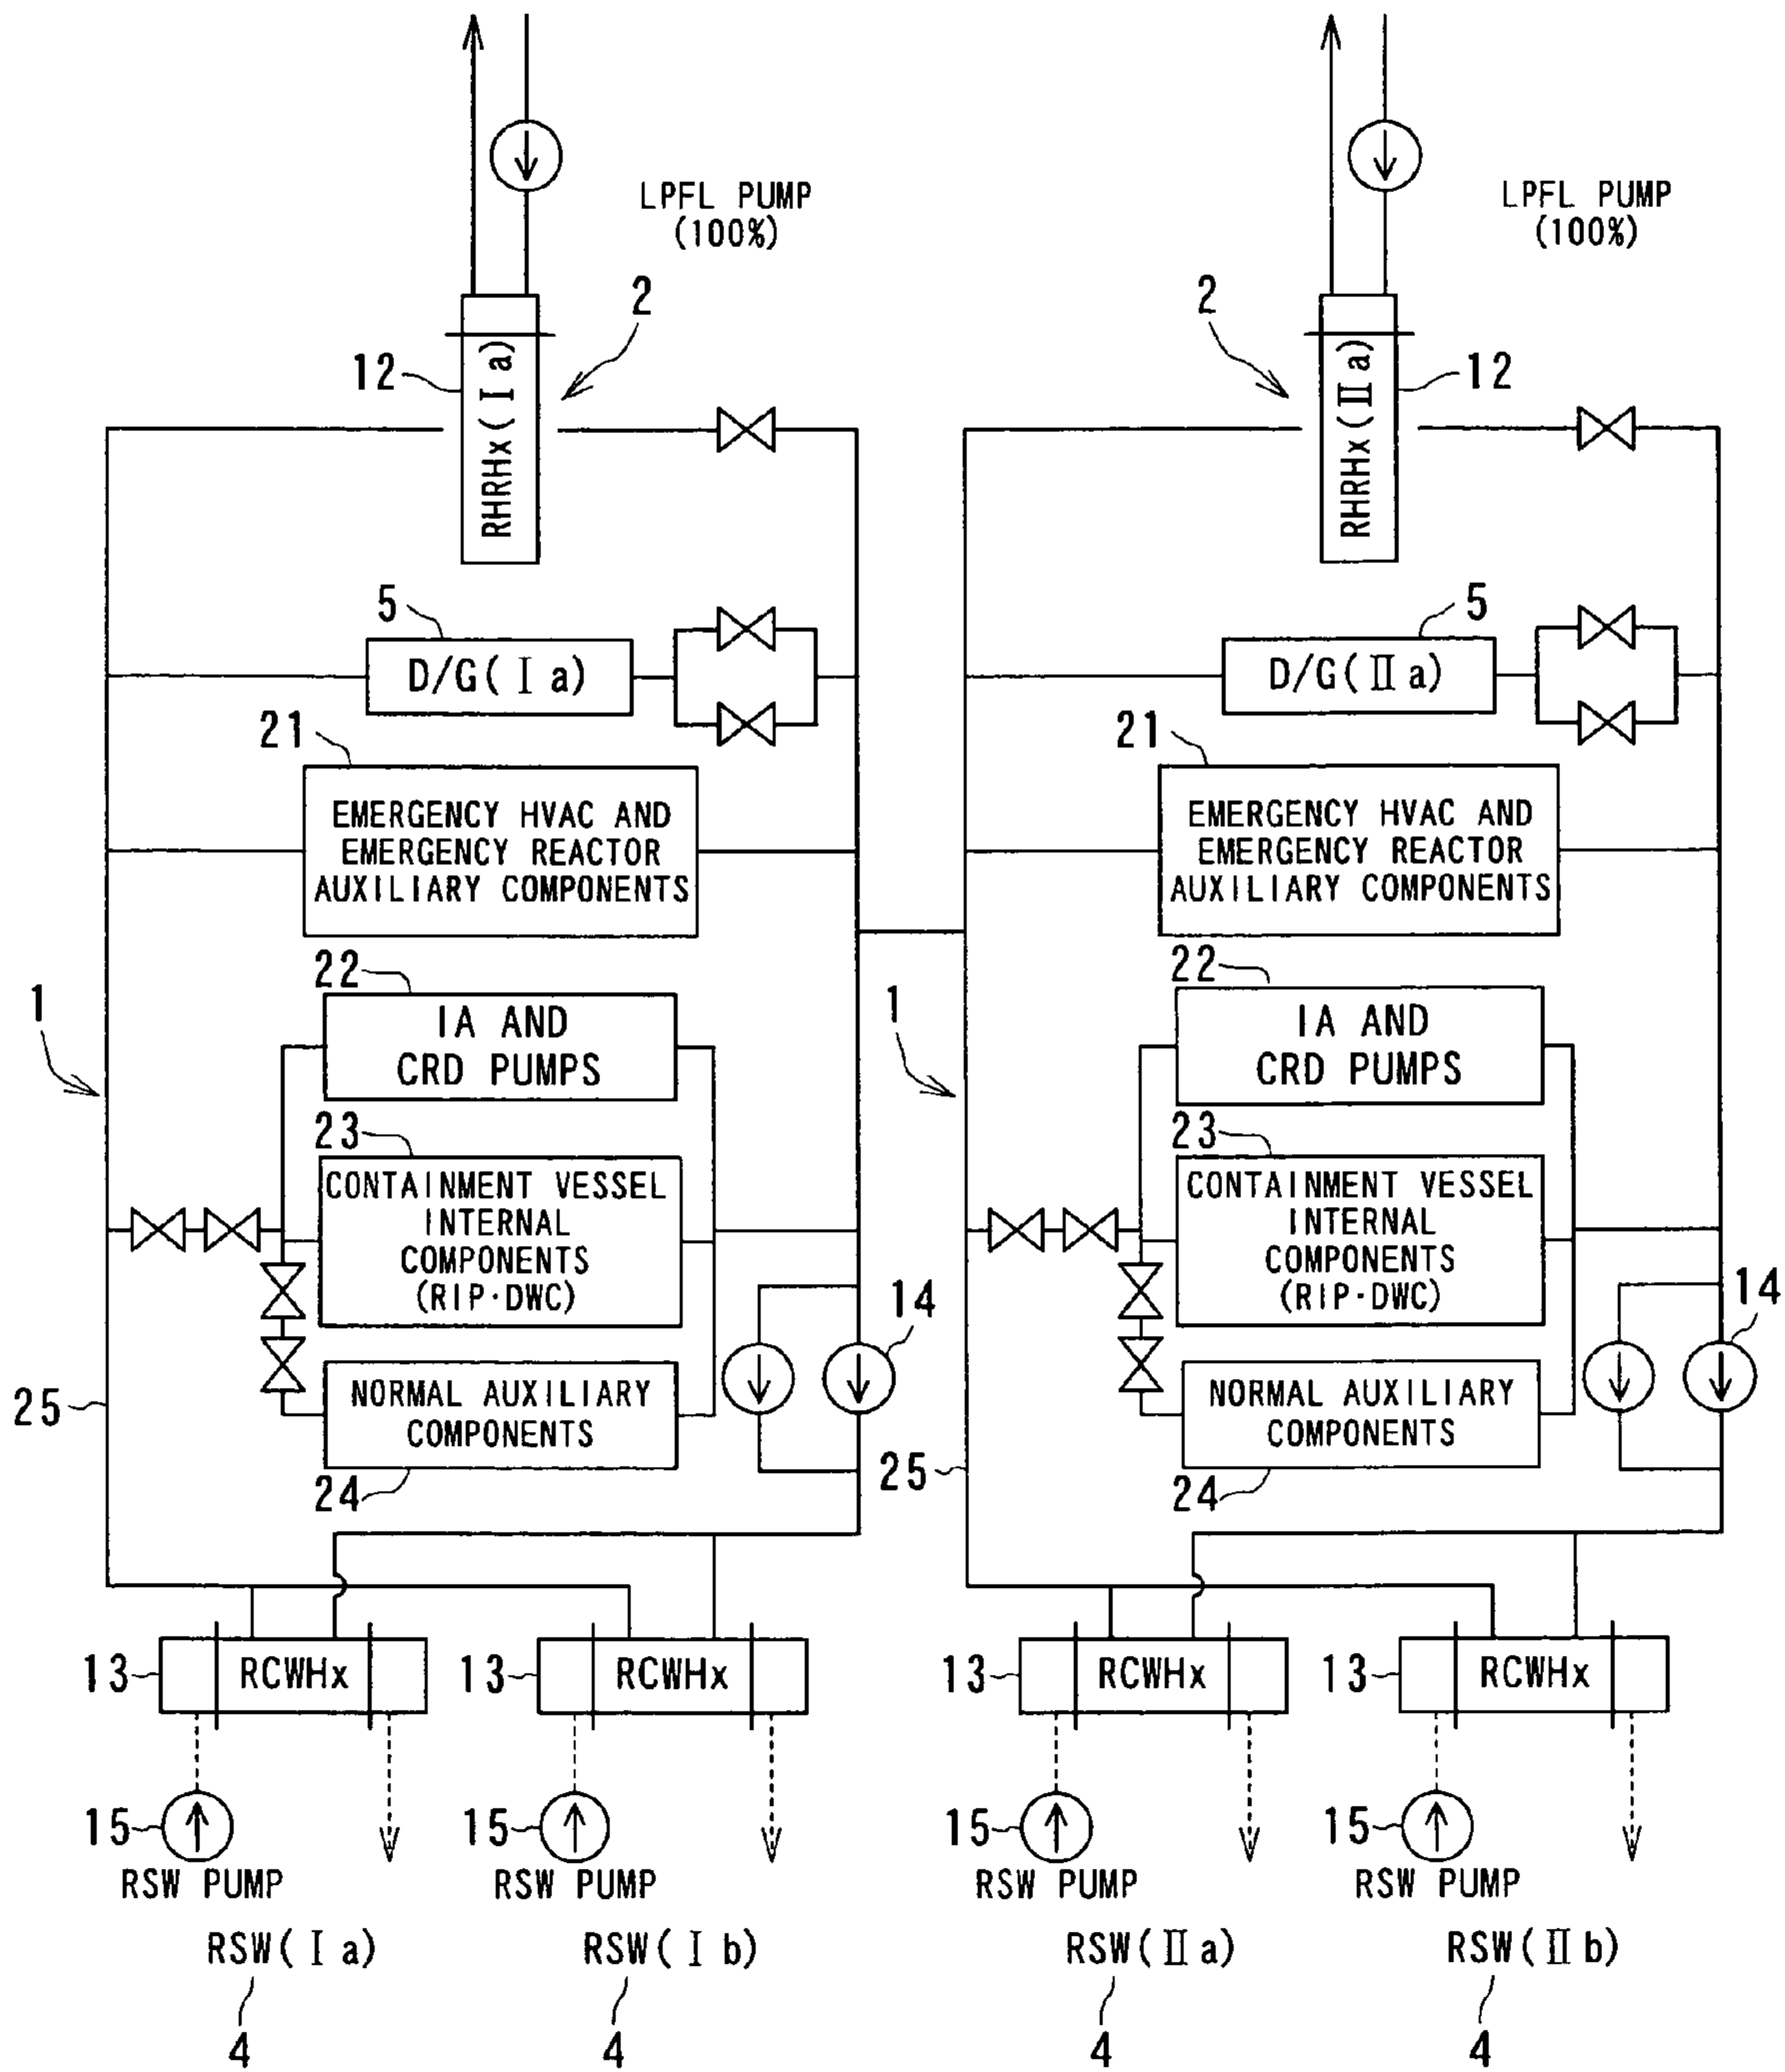 LPFL PUMP
(100%)
LPFL PUMP
(100%)
2
2
12
RHRHx(Ⅰa)
RHRHx(Ⅱa)
12
5
D/G(Ⅰa)
5
D/G(Ⅱa)
21
EMERGENCY HVAC AND
EMERGENCY REACTOR
AUXILIARY COMPONENTS
21
EMERGENCY HVAC AND
EMERGENCY REACTOR
AUXILIARY COMPONENTS
22
IA AND
CRD PUMPS
22
IA AND
CRD PUMPS
1
1
23
CONTAINMENT VESSEL
INTERNAL
COMPONENTS
(RIP·DWC)
23
CONTAINMENT VESSEL
INTERNAL
COMPONENTS
(RIP·DWC)
14
14
25
NORMAL AUXILIARY
COMPONENTS
24
25
NORMAL AUXILIARY
COMPONENTS
24
13
RCWHx
13
RCWHx
13
RCWHx
13
RCWHx
15
RSW PUMP
15
RSW PUMP
15
RSW PUMP
15
RSW PUMP
RSW(Ⅰa)
RSW(Ⅰb)
RSW(Ⅱa)
RSW(Ⅱb)
4
4
4
4